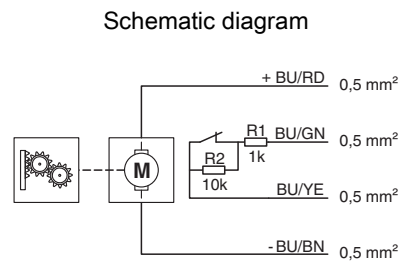 Schematic diagram
+ BU/RD 0,5 mm²
R1 BU/GN 0,5 mm²
1k
R2
10k
M
BU/YE 0,5 mm²
- BU/BN 0,5 mm²